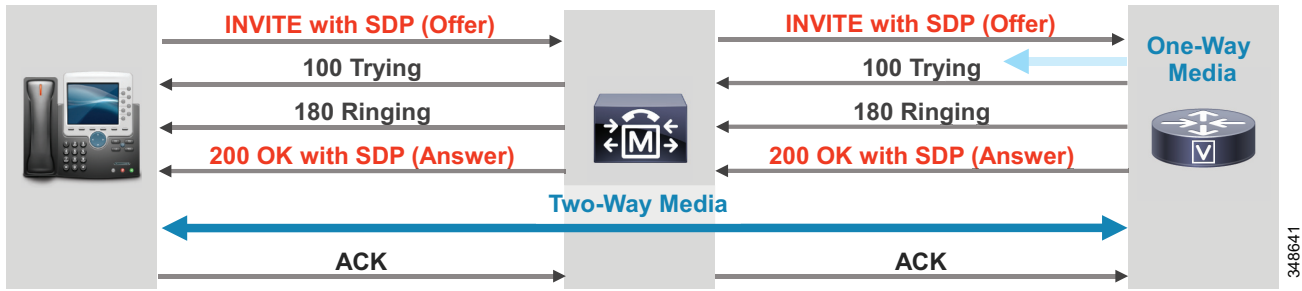 INVITE with SDP (Offer)
INVITE with SDP (Offer)
One-Way
Media
100 Trying
100 Trying
180 Ringing
180 Ringing
M
V
200 OK with SDP (Answer)
200 OK with SDP (Answer)
Two-Way Media
ACK
ACK
348641